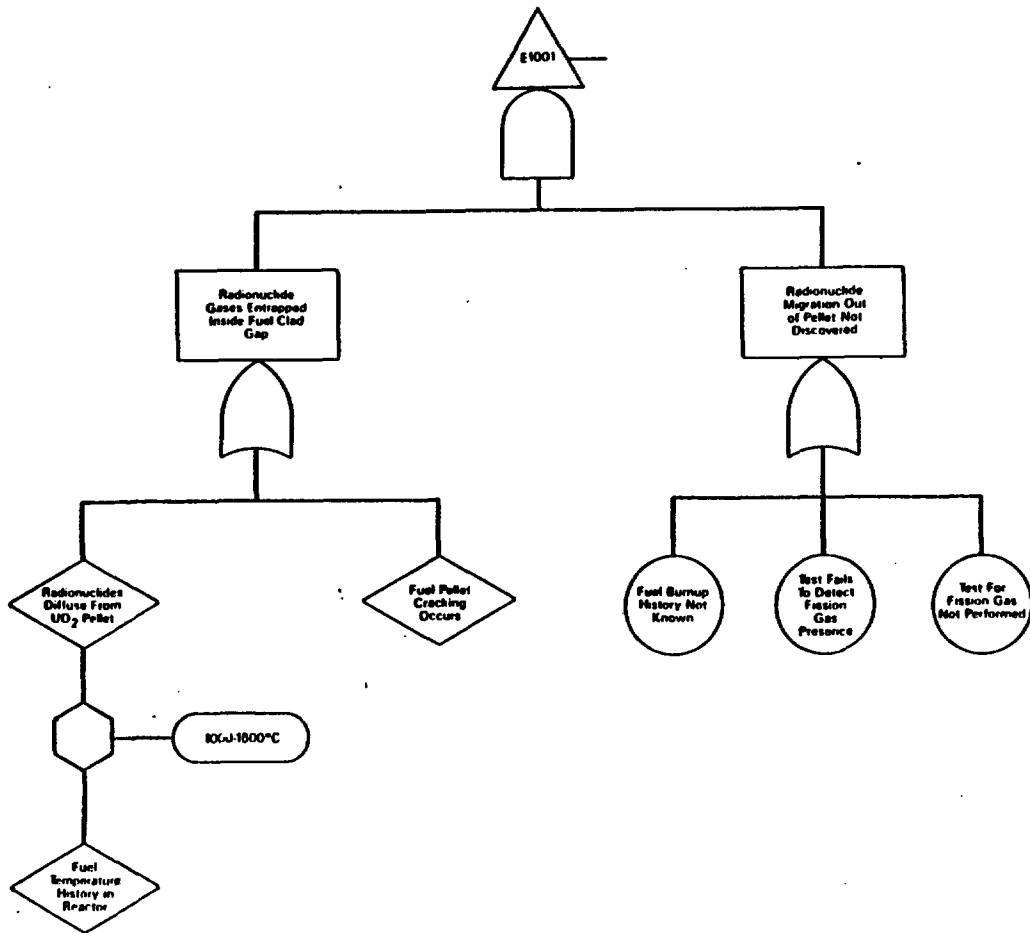 E1001
Radionuclide
Gases Entrapped
Inside Fuel Clad
Gap
Radionuclide
Migration Out
of Pellet Not
Discovered
Radionuclides
Diffuse From
UO2 Pellet
Fuel Pellet
Cracking
Occurs
Fuel Burnup
History Not
Known
Test Fails
To Detect
Fission
Gas
Presence
Test For
Fission Gas
Not Performed
Fuel
Temperature
History in
Reactor